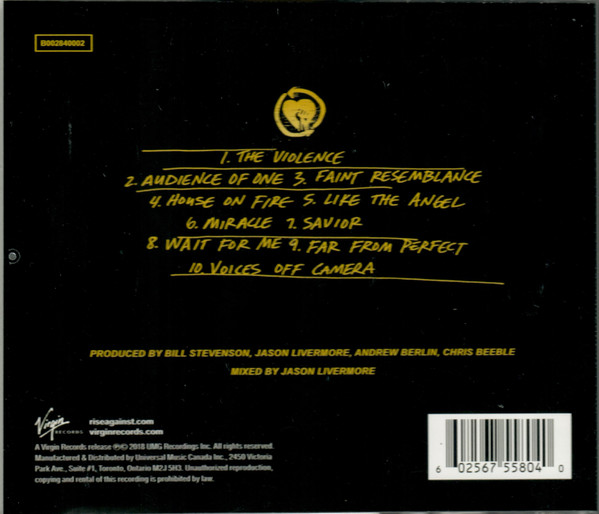 B002840002
1. THE VIOLENCE
2. AUDIENCE OF ONE 3. FAINT RESEMBLANCE
4. HOUSE ON FIRE 5. LIKE THE ANGEL
6. MIRACLE 7. SAVIOR
8. WAIT FOR ME 9. FAR FROM PERFECT
10. VOICES OFF CAMERA
PRODUCED BY BILL STEVENSON, JASON LIVERMORE, ANDREW BERLIN, CHRIS BEEBLE
MIXED BY JASON LIVERMORE
Virgin RECORDS
riseagainst.com
virginrecords.com
A Virgin Records release ℗© 2018 UMG Recordings Inc. All rights reserved.
Manufactured & Distributed by Universal Music Canada Inc., 2450 Victoria
Park Ave., Suite #1, Toronto, Ontario M2J 5H3. Unauthorized reproduction,
copying and rental of this recording is prohibited by law.
6 02567 55804 0